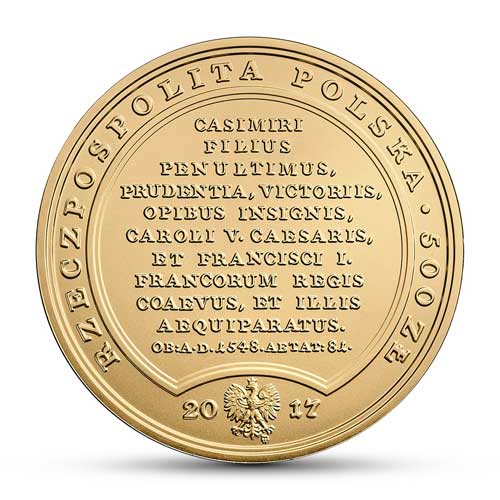 RZECZPOSPOLITA POLSKA · 500 ZŁ
CASIMIRI
FILIUS
PENULTIMUS,
PRUDENTIA, VICTORIIS,
OPIBUS INSIGNIS,
CAROLI V. CAESARIS,
ET FRANCISCI I.
FRANCORUM REGIS
COAEVUS, ET ILLIS
AEQUIPARATUS.
OB:A.D.1548.AETAT:81.
20 17